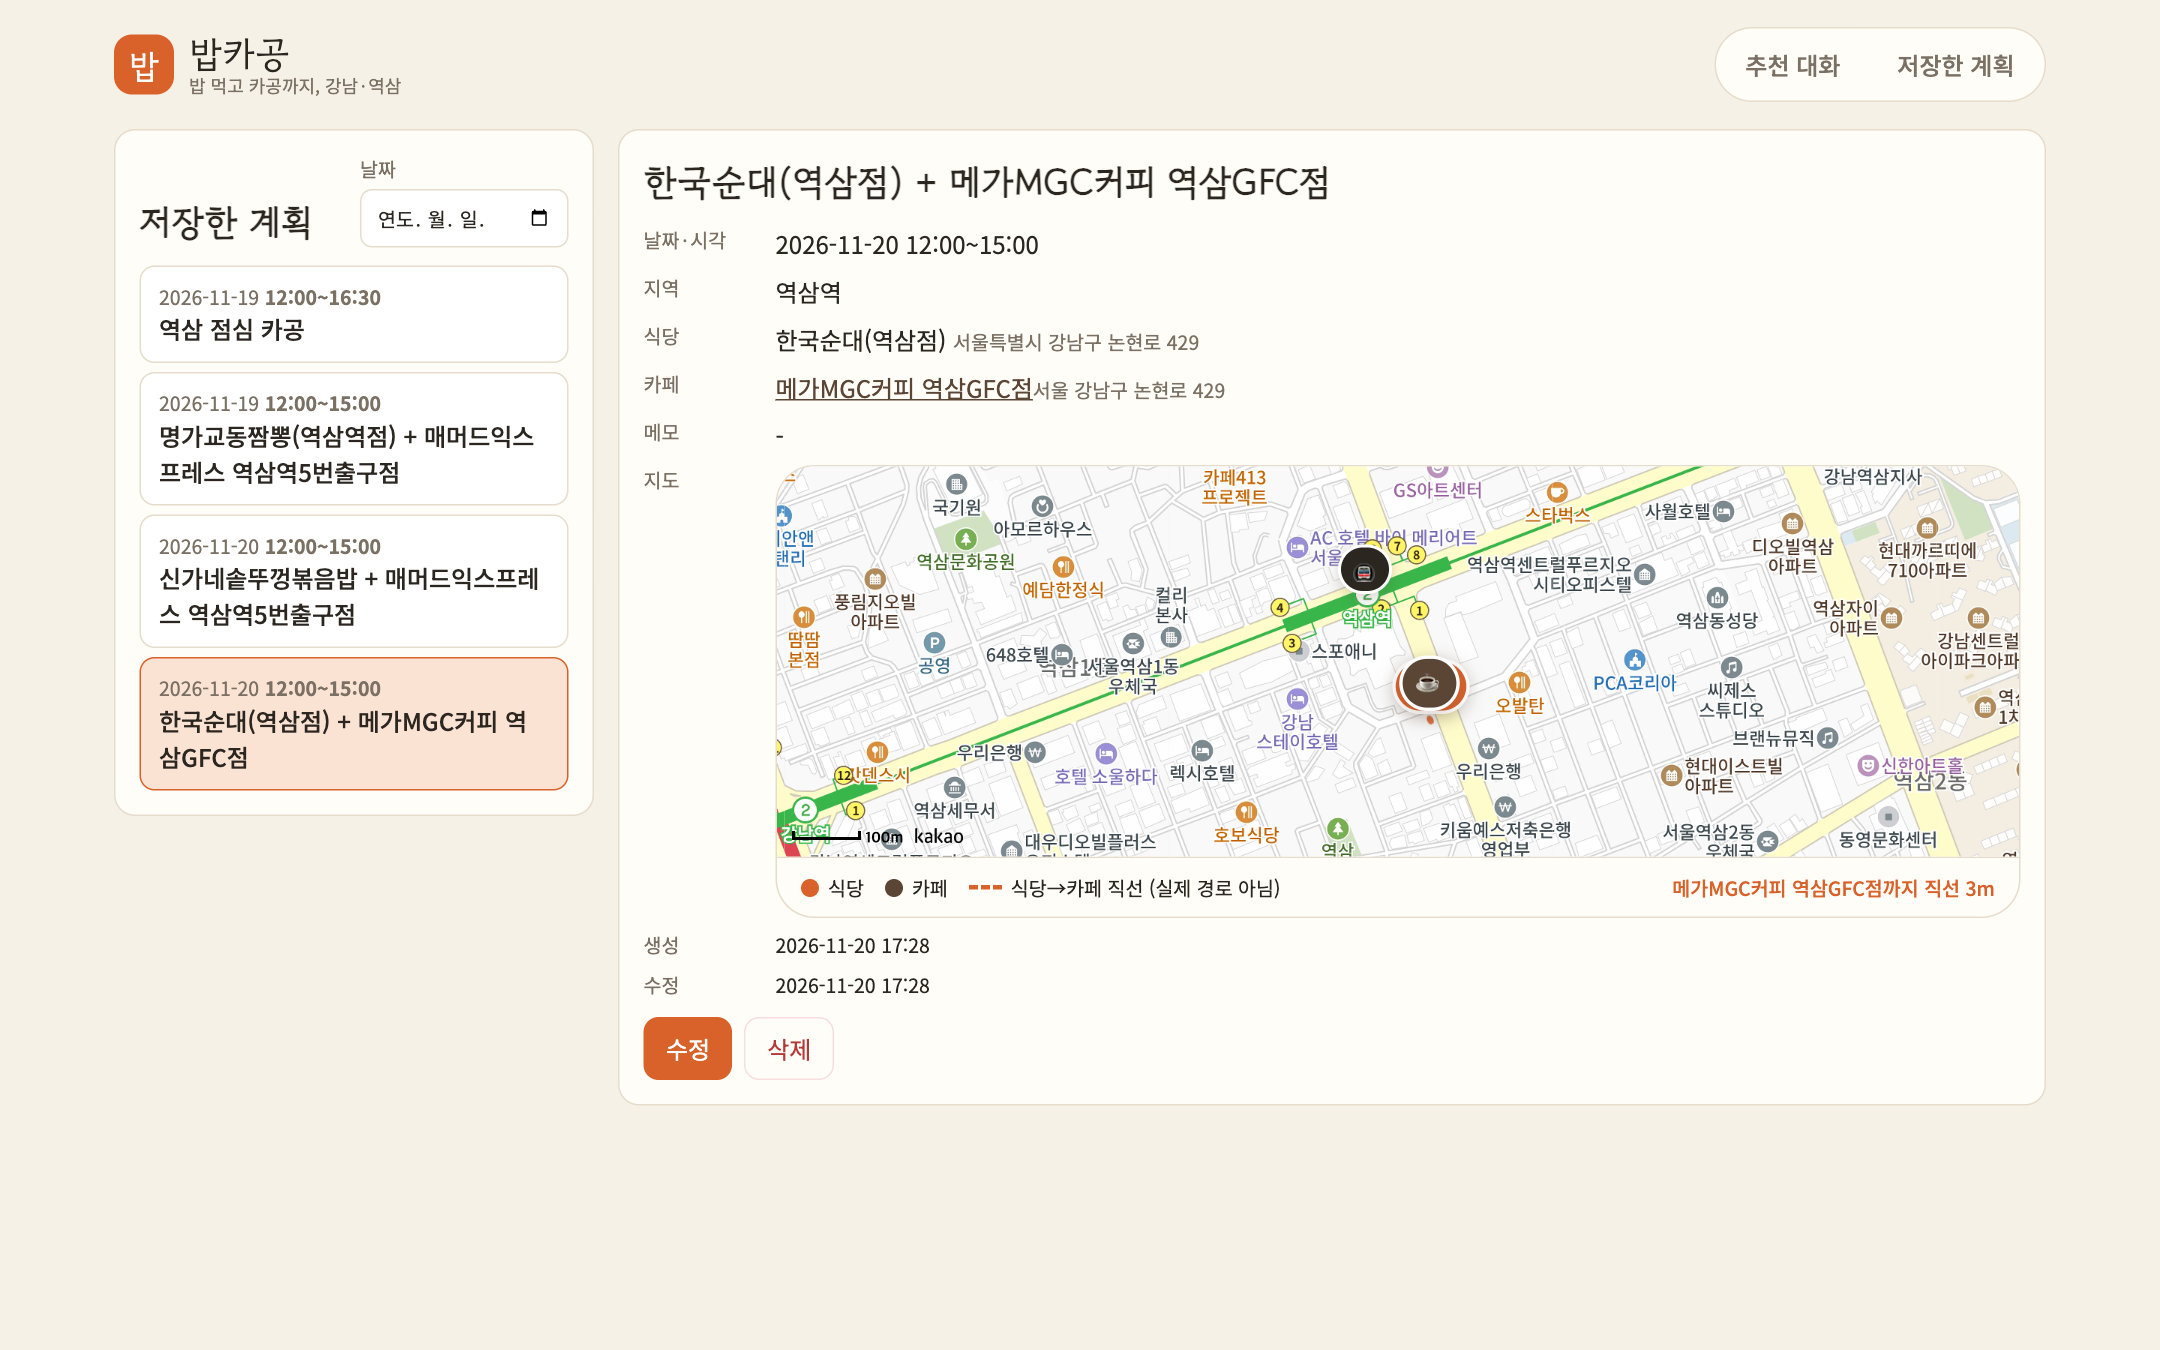 밥
밥카공
밥 먹고 카공까지, 강남·역삼
추천 대화
저장한 계획
저장한 계획
날짜
연도. 월. 일.
2026-11-19 12:00~16:30
역삼 점심 카공
2026-11-19 12:00~15:00
명가교동짬뽕(역삼역점) + 매머드익스
프레스 역삼역5번출구점
2026-11-20 12:00~15:00
신가네솥뚜껑볶음밥 + 매머드익스프레
스 역삼역5번출구점
2026-11-20 12:00~15:00
한국순대(역삼점) + 메가MGC커피 역
삼GFC점
한국순대(역삼점) + 메가MGC커피 역삼GFC점
날짜·시각
2026-11-20 12:00~15:00
지역
역삼역
식당
한국순대(역삼점) 서울특별시 강남구 논현로 429
카페
메가MGC커피 역삼GFC점서울 강남구 논현로 429
메모
-
지도
카페413
프로젝트
GS아트센터
강남역삼지사
국기원
아모르하우스
스타벅스
사월호텔
역삼문화공원
AC 호텔 바이 메리어트
서울
7
8
디오빌역삼
아파트
현대까르띠에
710아파트
예담한정식
풍림지오빌
아파트
컬리
본사
역삼역센트럴푸르지오
시티오피스텔
4
2
2
1
역삼역
3
땀땀
본점
P
공영
648호텔
서울역삼1동
우체국
스포애니
역삼동성당
역삼자이
아파트
강남센트럴
아이파크아파
PCA코리아
씨제스
스튜디오
오발탄
강남
스테이호텔
1차
브랜뉴뮤직
우리은행
호텔 소울하다
렉시호텔
우리은행
현대이스트빌
아파트
신한아트홀
역삼2동
12
1
2
강남역
역삼세무서
호보식당
역삼
키움예스저축은행
영업부
서울역삼2동
우체국
동영문화센터
대우디오빌플러스
100m kakao
식당
카페
식당→카페 직선 (실제 경로 아님)
메가MGC커피 역삼GFC점까지 직선 3m
생성
2026-11-20 17:28
수정
2026-11-20 17:28
수정
삭제